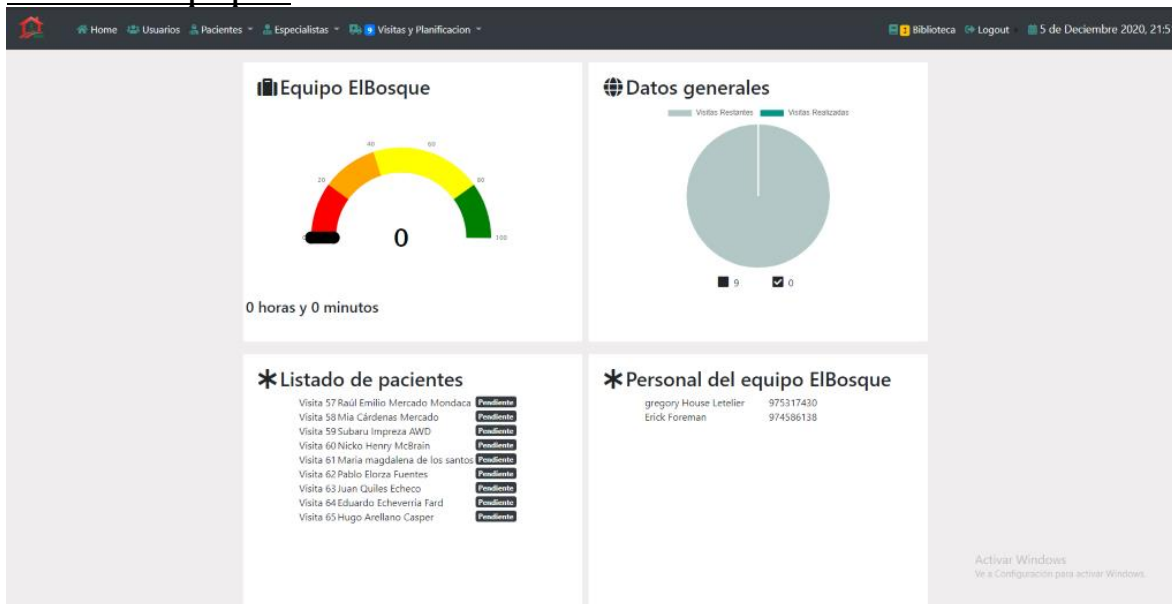 Home Usuarios Pacientes Especialistas 9 Visitas y Planificacion Biblioteca Logout 5 de Deciembre 2020, 21:5
Equipo ElBosque
40 60
20 80
0 100
0
0 horas y 0 minutos
Datos generales
Visitas Restantes Visitas Realizadas
9 0
Listado de pacientes
Visita 57 Raúl Emilio Mercado Mondaca Pendiente
Visita 58 Mia Cárdenas Mercado Pendiente
Visita 59 Subaru Impreza AWD Pendiente
Visita 60 Nicko Henry McBrain Pendiente
Visita 61 Maria magdalena de los santos Pendiente
Visita 62 Pablo Elorza Fuentes Pendiente
Visita 63 Juan Quiles Echeco Pendiente
Visita 64 Eduardo Echeverria Fard Pendiente
Visita 65 Hugo Arellano Casper Pendiente
Personal del equipo ElBosque
gregory House Letelier 975317430
Erick Foreman 974586138
Activar Windows
Ve a Configuración para activar Windows.